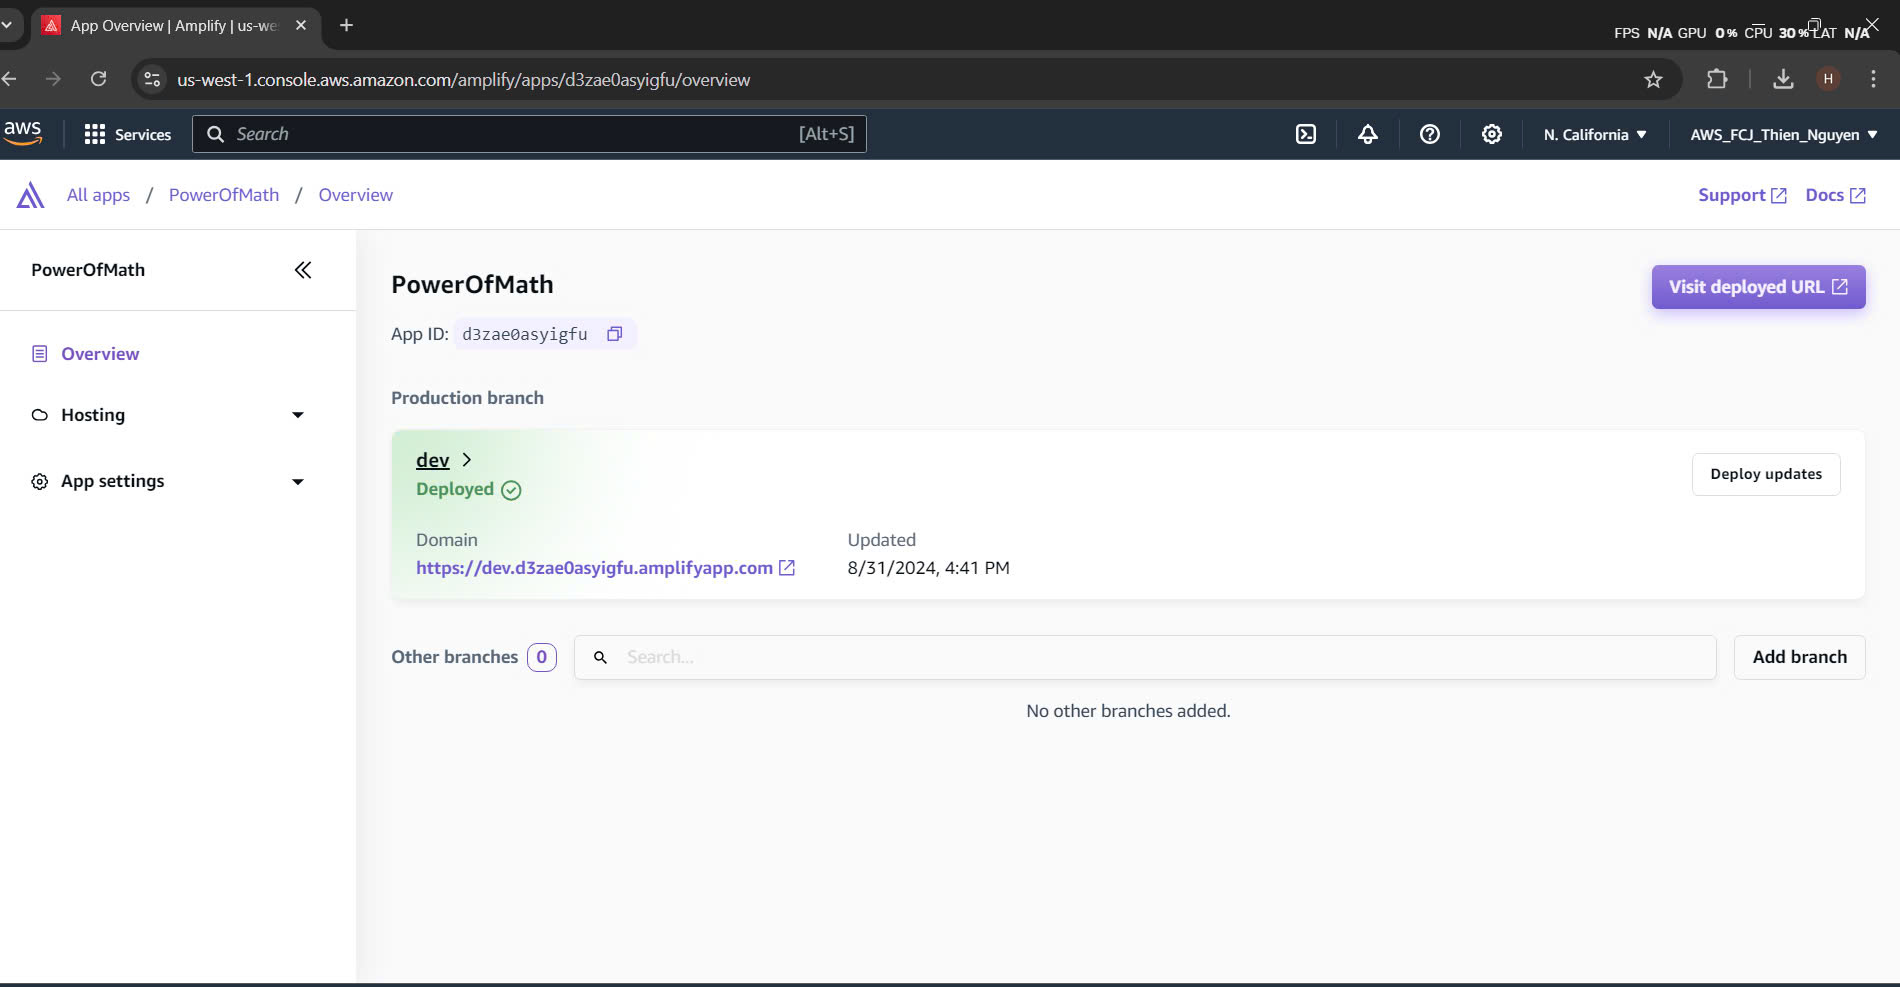 App Overview | Amplify | us-we
FPS N/A GPU 0% CPU 30% LAT N/A
us-west-1.console.aws.amazon.com/amplify/apps/d3zae0asyigfu/overview
H
aws
Services
Search
[Alt+S]
N. California
AWS_FCJ_Thien_Nguyen
All apps / PowerOfMath / Overview
Support
Docs
PowerOfMath
Overview
Hosting
App settings
PowerOfMath
Visit deployed URL
App ID: d3zae0asyigfu
Production branch
dev
Deployed
Deploy updates
Domain
https://dev.d3zae0asyigfu.amplifyapp.com
Updated
8/31/2024, 4:41 PM
Other branches 0
Search...
Add branch
No other branches added.